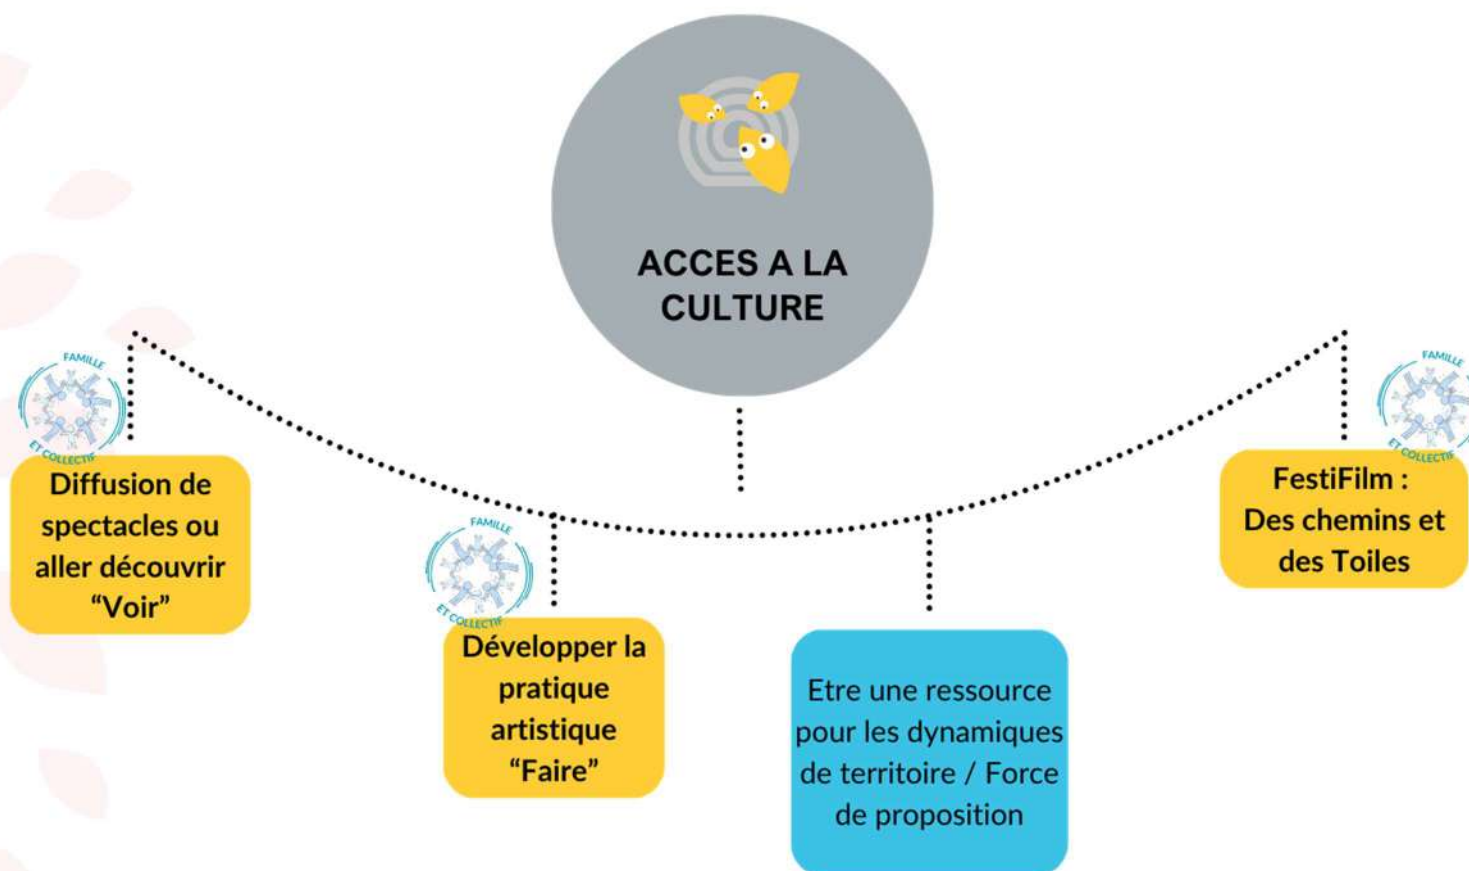 ACCES A LA
CULTURE
FAMILLE
ET COLLECTIF
Diffusion de
spectacles ou
aller découvrir
“Voir”
FAMILLE
ET COLLECTIF
Développer la
pratique
artistique
“Faire”
Etre une ressource
pour les dynamiques
de territoire / Force
de proposition
FAMILLE
ET COLLECTIF
FestiFilm :
Des chemins et
des Toiles